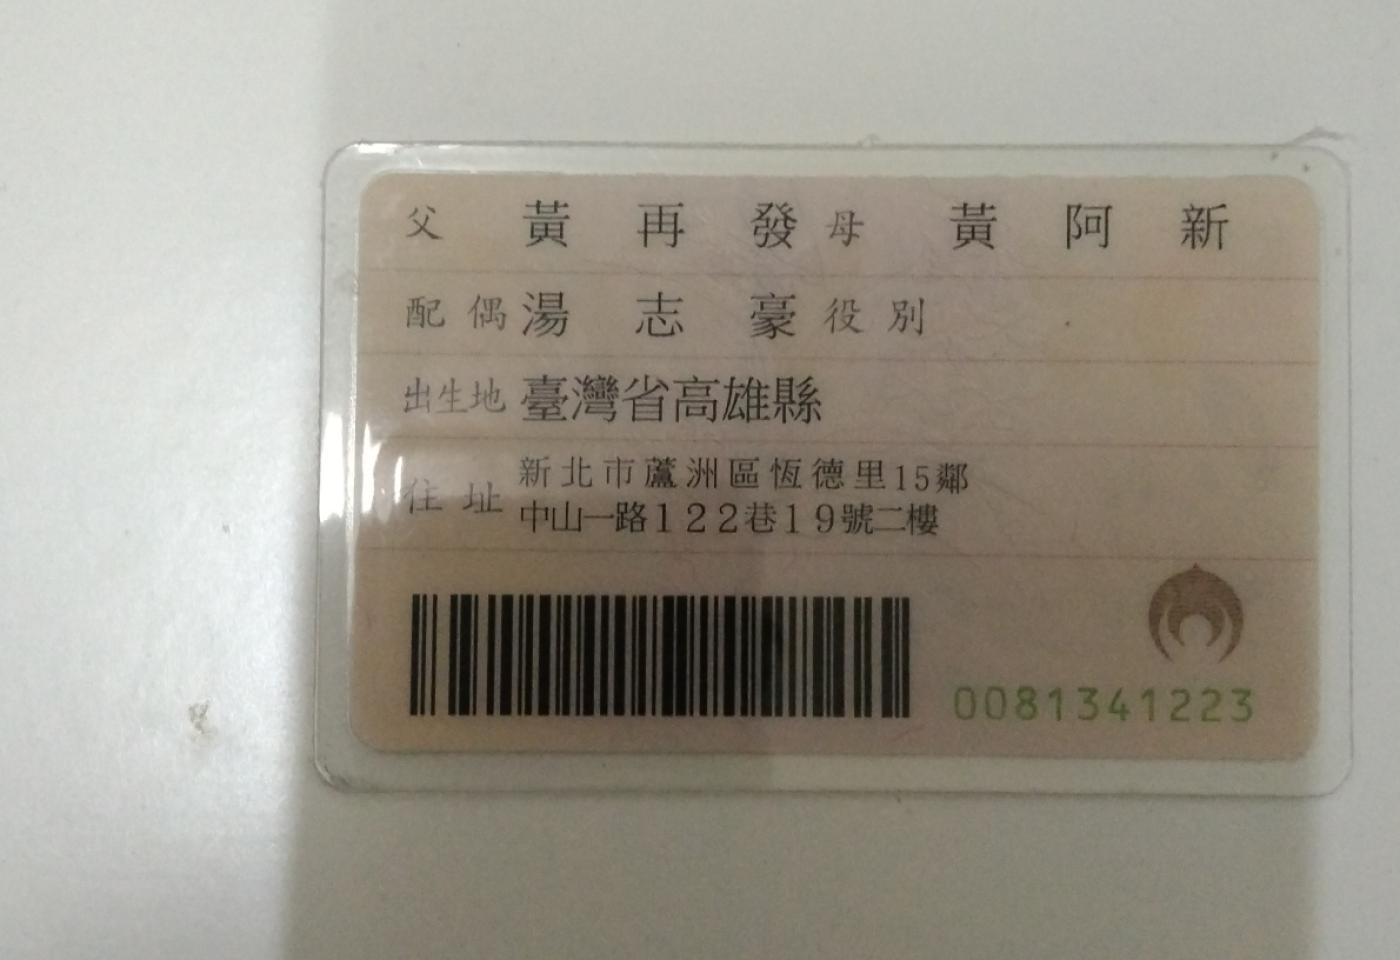 父 黃再發 母 黃阿新
配偶 湯志豪 役別
出生地 臺灣省高雄縣
住址 新北市蘆洲區恆德里15鄰
中山一路122巷19號二樓
0081341223